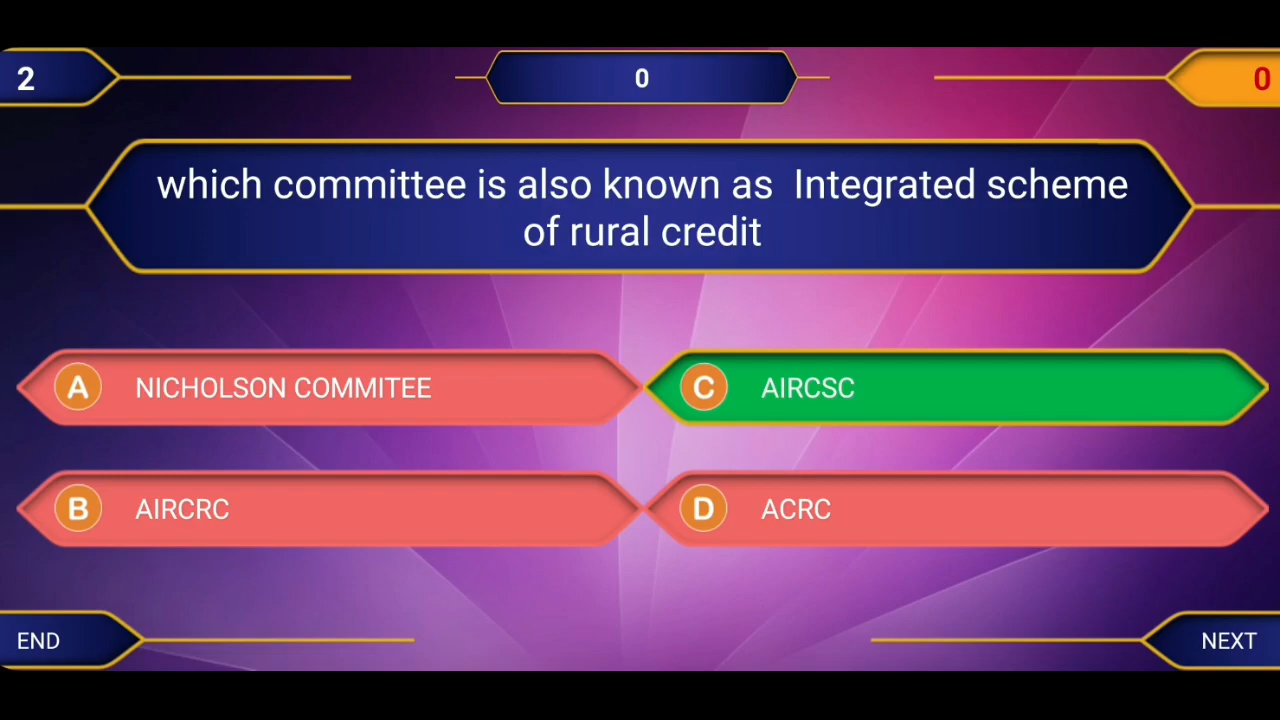 2
0
0
which committee is also known as Integrated scheme
of rural credit
A NICHOLSON COMMITEE
C AIRCSC
B AIRCRC
D ACRC
END
NEXT